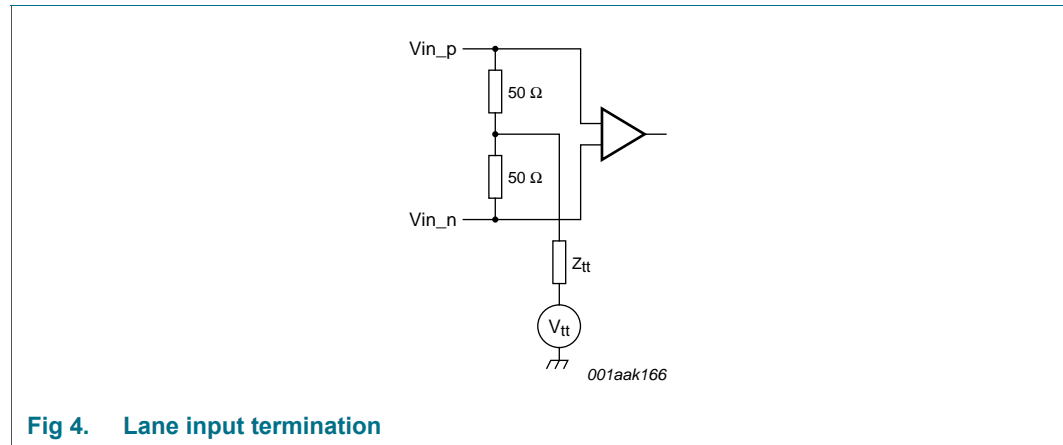 Vin_p
50 Ω
50 Ω
Vin_n
Ztt
Vtt
001aak166
Fig 4. Lane input termination